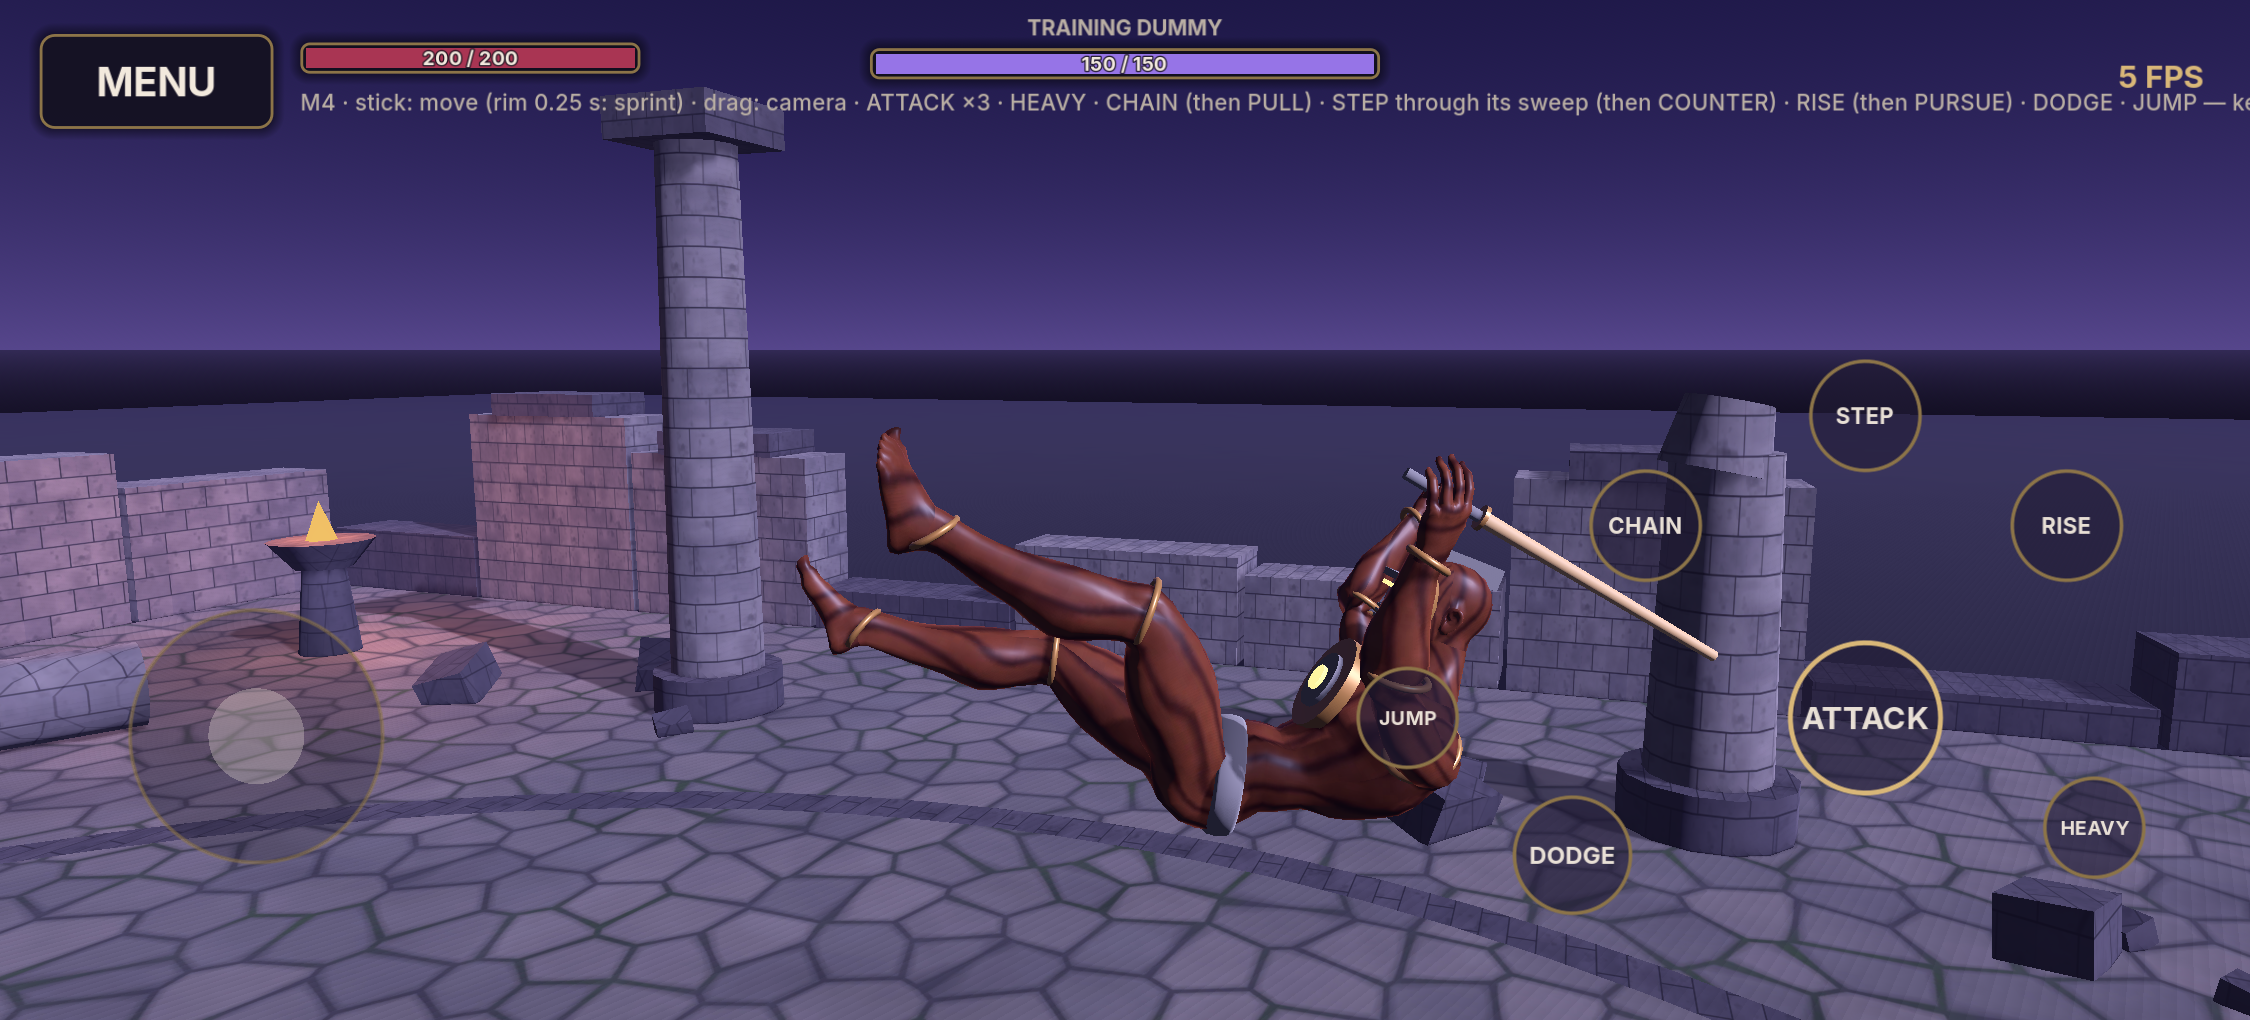 TRAINING DUMMY
MENU
200 / 200
150 / 150
5 FPS
M4 · stick: move (rim 0.25 s: sprint) · drag: camera · ATTACK ×3 · HEAVY · CHAIN (then PULL) · STEP through its sweep (then COUNTER) · RISE (then PURSUE) · DODGE · JUMP —
STEP
CHAIN
RISE
JUMP
ATTACK
HEAVY
DODGE